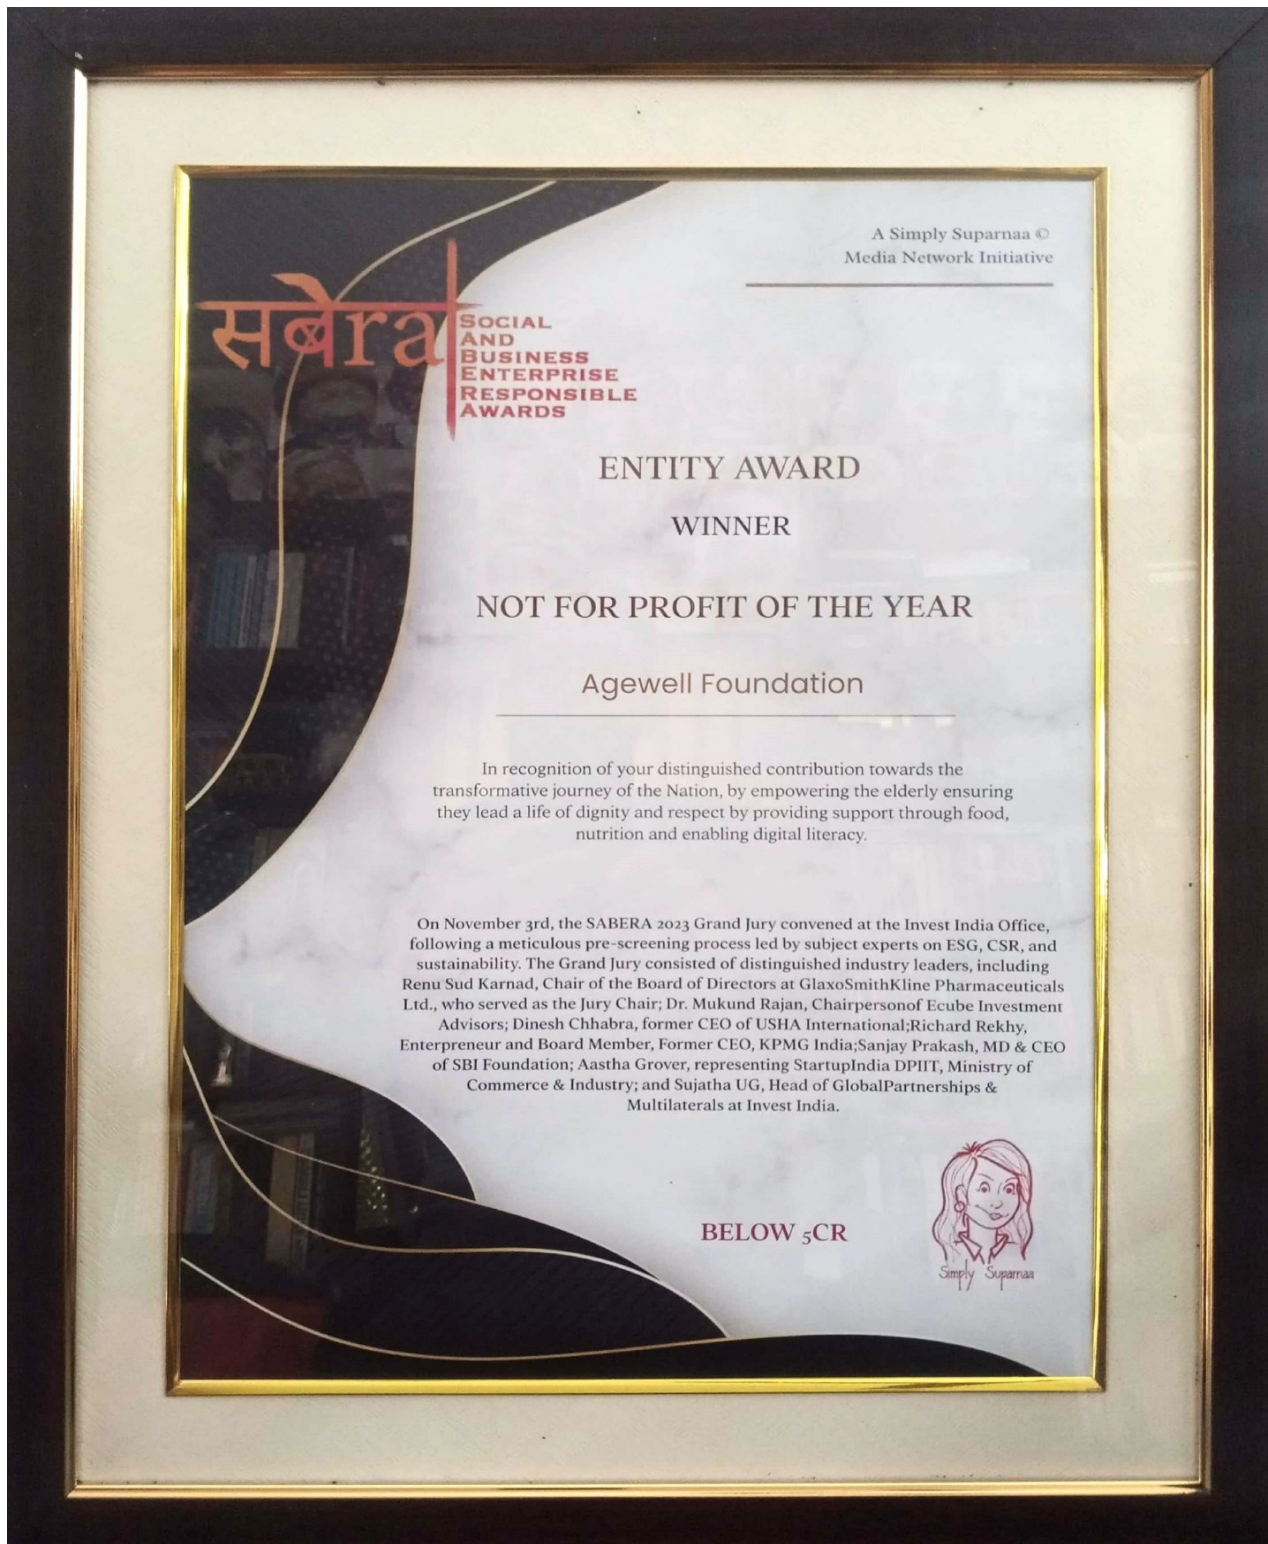 A Simply Suparnaa ©
Media Network Initiative
सबेra
SOCIAL
AND
BUSINESS
ENTERPRISE
RESPONSIBLE
AWARDS
ENTITY AWARD
WINNER
NOT FOR PROFIT OF THE YEAR
Agewell Foundation
In recognition of your distinguished contribution towards the
transformative journey of the Nation, by empowering the elderly ensuring
they lead a life of dignity and respect by providing support through food,
nutrition and enabling digital literacy.
On November 3rd, the SABERA 2023 Grand Jury convened at the Invest India Office,
following a meticulous pre-screening process led by subject experts on ESG, CSR, and
sustainability. The Grand Jury consisted of distinguished industry leaders, including
Renu Sud Karnad, Chair of the Board of Directors at GlaxoSmithKline Pharmaceuticals
Ltd., who served as the Jury Chair; Dr. Mukund Rajan, Chairpersonof Ecube Investment
Advisors; Dinesh Chhabra, former CEO of USHA International;Richard Rekhy,
Enterpreneur and Board Member, Former CEO, KPMG India;Sanjay Prakash, MD & CEO
of SBI Foundation; Aastha Grover, representing StartupIndia DPIIT, Ministry of
Commerce & Industry; and Sujatha UG, Head of GlobalPartnerships &
Multilaterals at Invest India.
BELOW 5CR
Simply Suparnaa